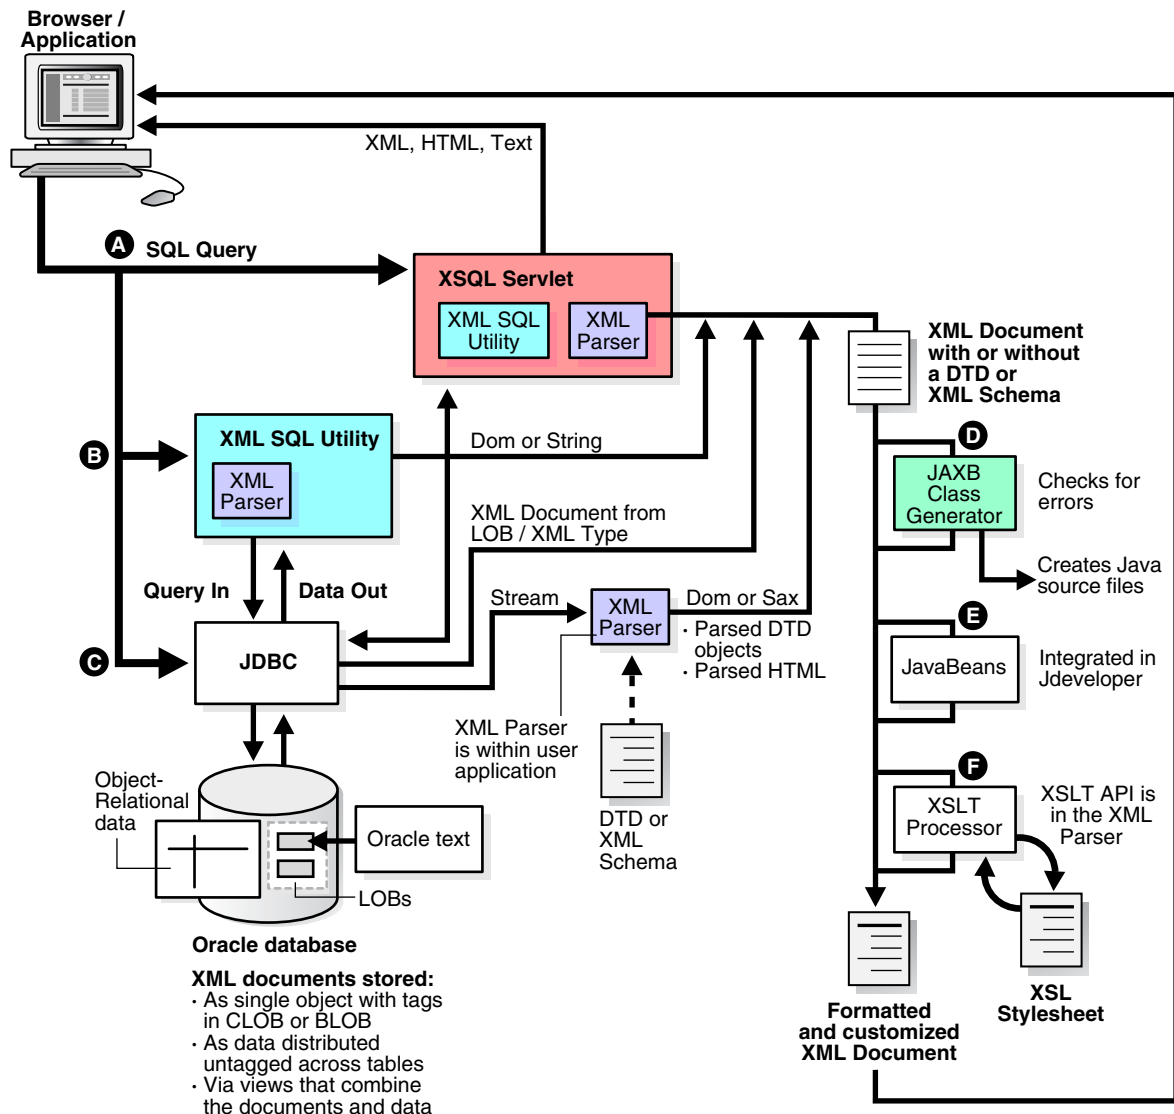 Browser /
Application
XML, HTML, Text
A
SQL Query
XSQL Servlet
XML SQL
Utility
XML
Parser
XML Document
with or without
a DTD or
XML Schema
B
XML SQL Utility
XML
Parser
Dom or String
D
JAXB
Class
Generator
Checks for
errors
Creates Java
source files
XML Document from
LOB / XML Type
Query In
Data Out
Stream
XML
Parser
Dom or Sax
· Parsed DTD
objects
· Parsed HTML
C
JDBC
E
JavaBeans
Integrated in
Jdeveloper
XML Parser
is within user
application
DTD or
XML
Schema
F
XSLT
Processor
XSLT API is
in the XML
Parser
Object-
Relational
data
Oracle text
LOBs
Oracle database
XML documents stored:
· As single object with tags
in CLOB or BLOB
· As data distributed
untagged across tables
· Via views that combine
the documents and data
Formatted
and customized
XML Document
XSL
Stylesheet